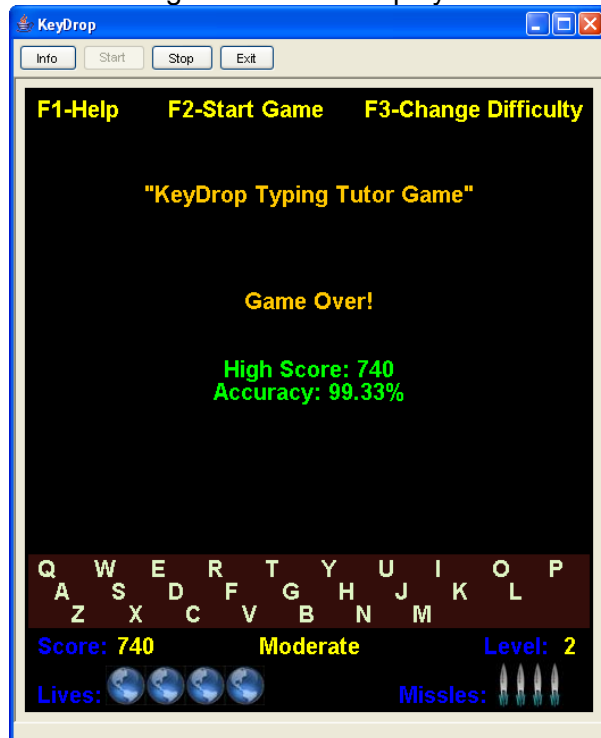 KeyDrop
Info Start Stop Exit
F1-Help F2-Start Game F3-Change Difficulty
"KeyDrop Typing Tutor Game"
Game Over!
High Score: 740
Accuracy: 99.33%
Q W E R T Y U I O P
A S D F G H J K L
Z X C V B N M
Score: 740 Moderate Level: 2
Lives: Missles: